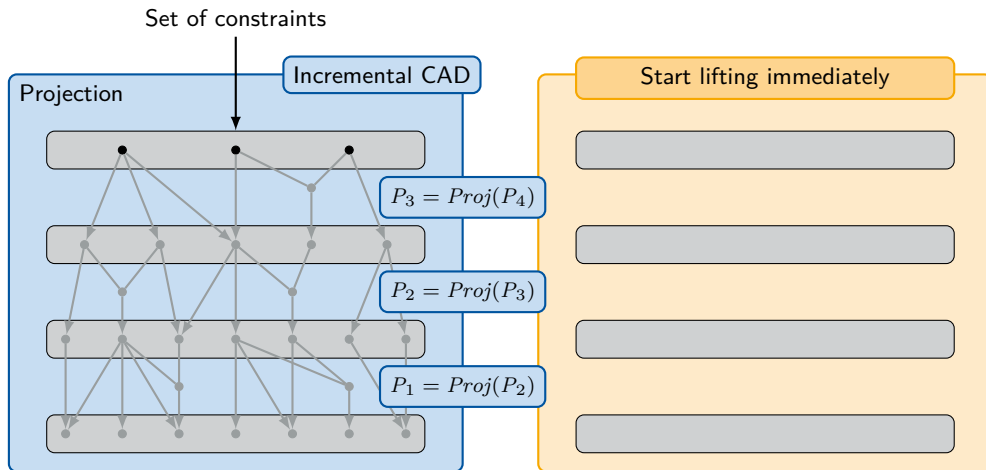 Set of constraints
Incremental CAD
Projection
P₃ = Proj(P₄)
P₂ = Proj(P₃)
P₁ = Proj(P₂)
Start lifting immediately